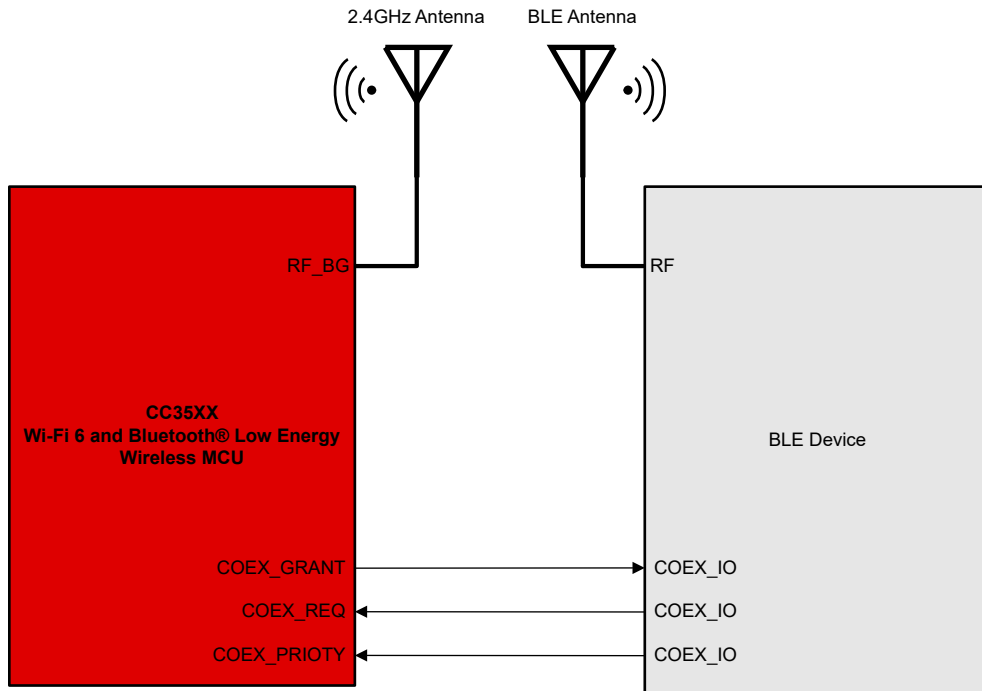 2.4GHz Antenna
BLE Antenna
RF_BG
RF
CC35XX
Wi-Fi 6 and Bluetooth® Low Energy
Wireless MCU
BLE Device
COEX_GRANT
COEX_IO
COEX_REQ
COEX_IO
COEX_PRIOTY
COEX_IO